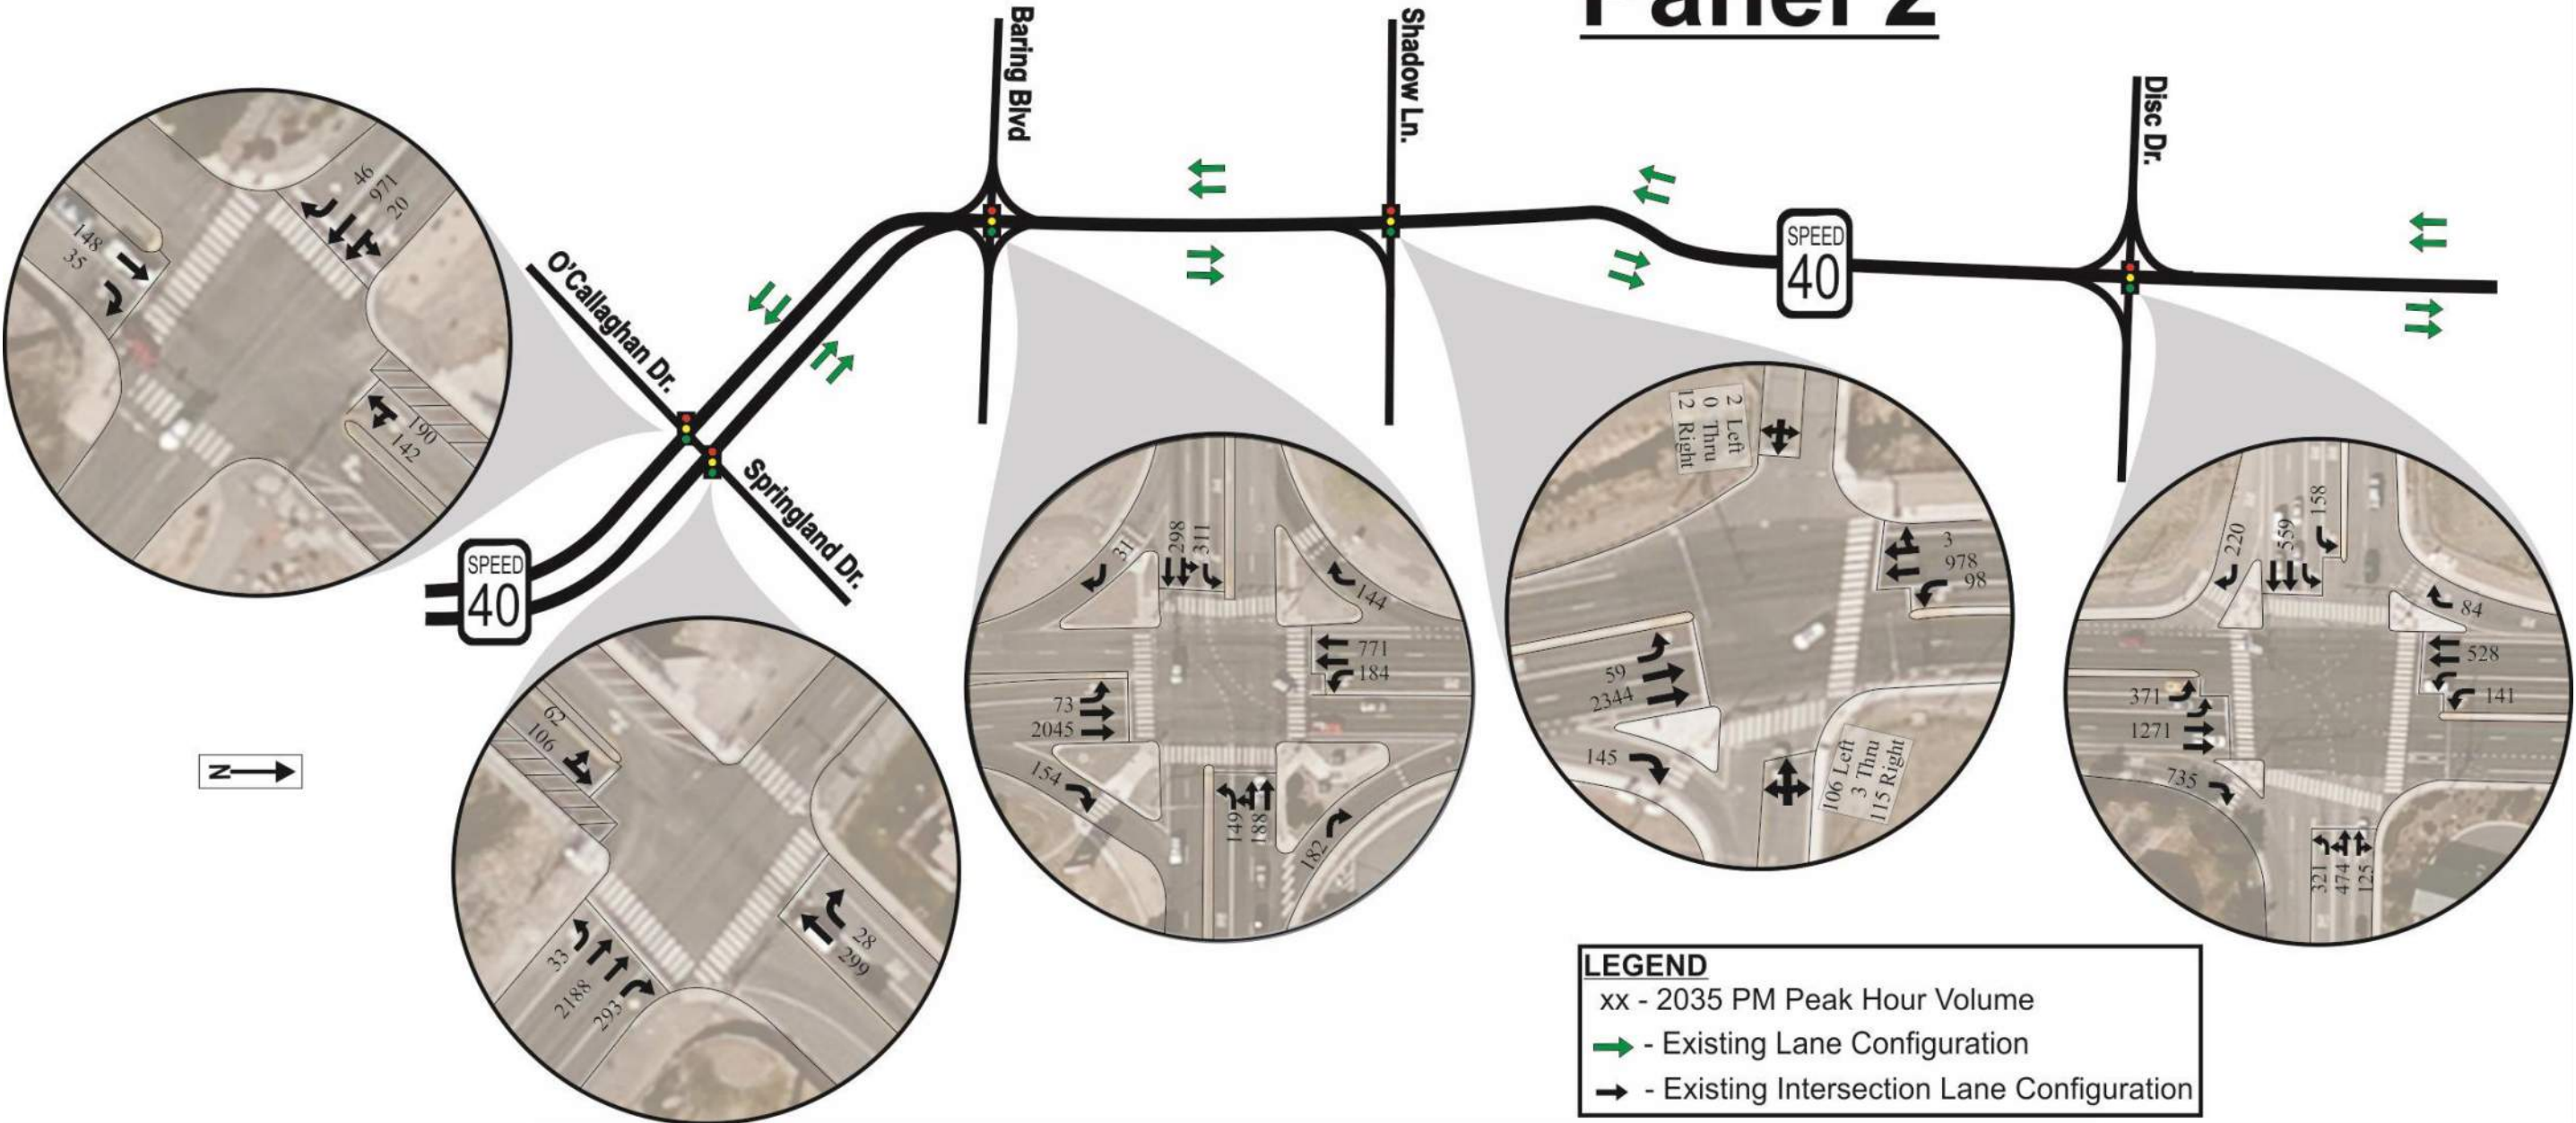 Panel 2
Baring Blvd
Shadow Ln.
Disc Dr.
O'Callaghan Dr.
Springland Dr.
SPEED
40
SPEED
40
N
46
971
20
148
35
190
142
62
106
33
2188
293
28
299
31
298
311
144
771
184
73
2045
154
149
188
182
2 Left
0 Thru
12 Right
3
978
98
59
2344
145
106 Left
3 Thru
115 Right
220
559
158
84
528
141
371
1271
735
321
474
125
LEGEND
xx - 2035 PM Peak Hour Volume
- Existing Lane Configuration
- Existing Intersection Lane Configuration